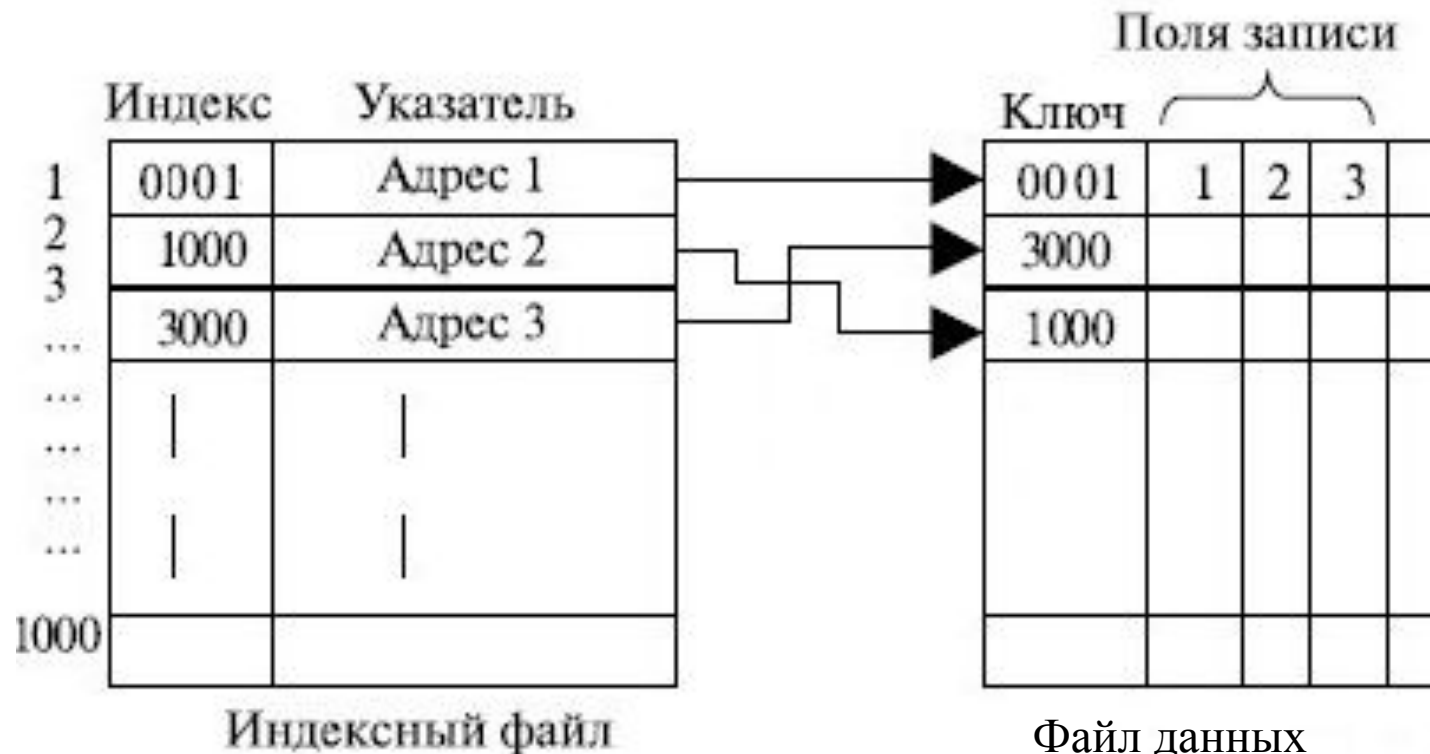 Поля записи
Индекс Указатель Ключ
1 0001 Адрес 1 0001 1 2 3
2 1000 Адрес 2 3000
3 3000 Адрес 3 1000
...
...
...
...
...
1000
Индексный файл Файл данных